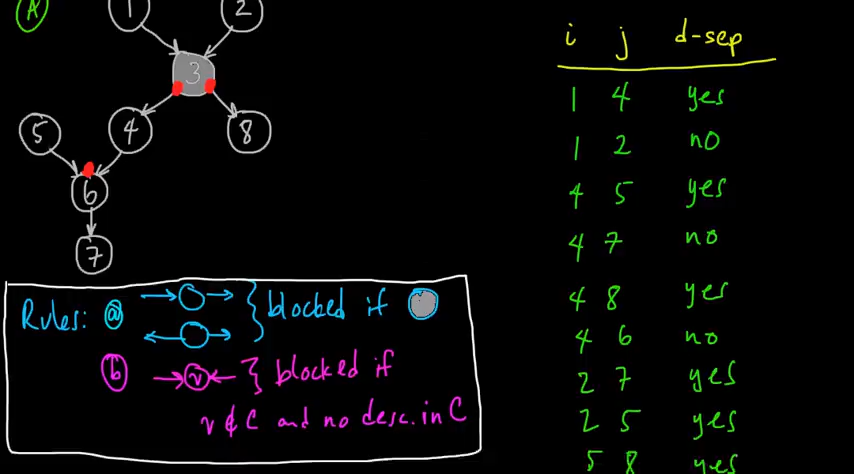 A
1 2
3
5 4 8
6
7
i j d-sep
1 4 yes
1 2 no
4 5 yes
4 7 no
4 8 yes
4 6 no
2 7 yes
2 5 yes
5 8 yes
Rules: a blocked if
b v blocked if
v ∉ C and no desc. in C